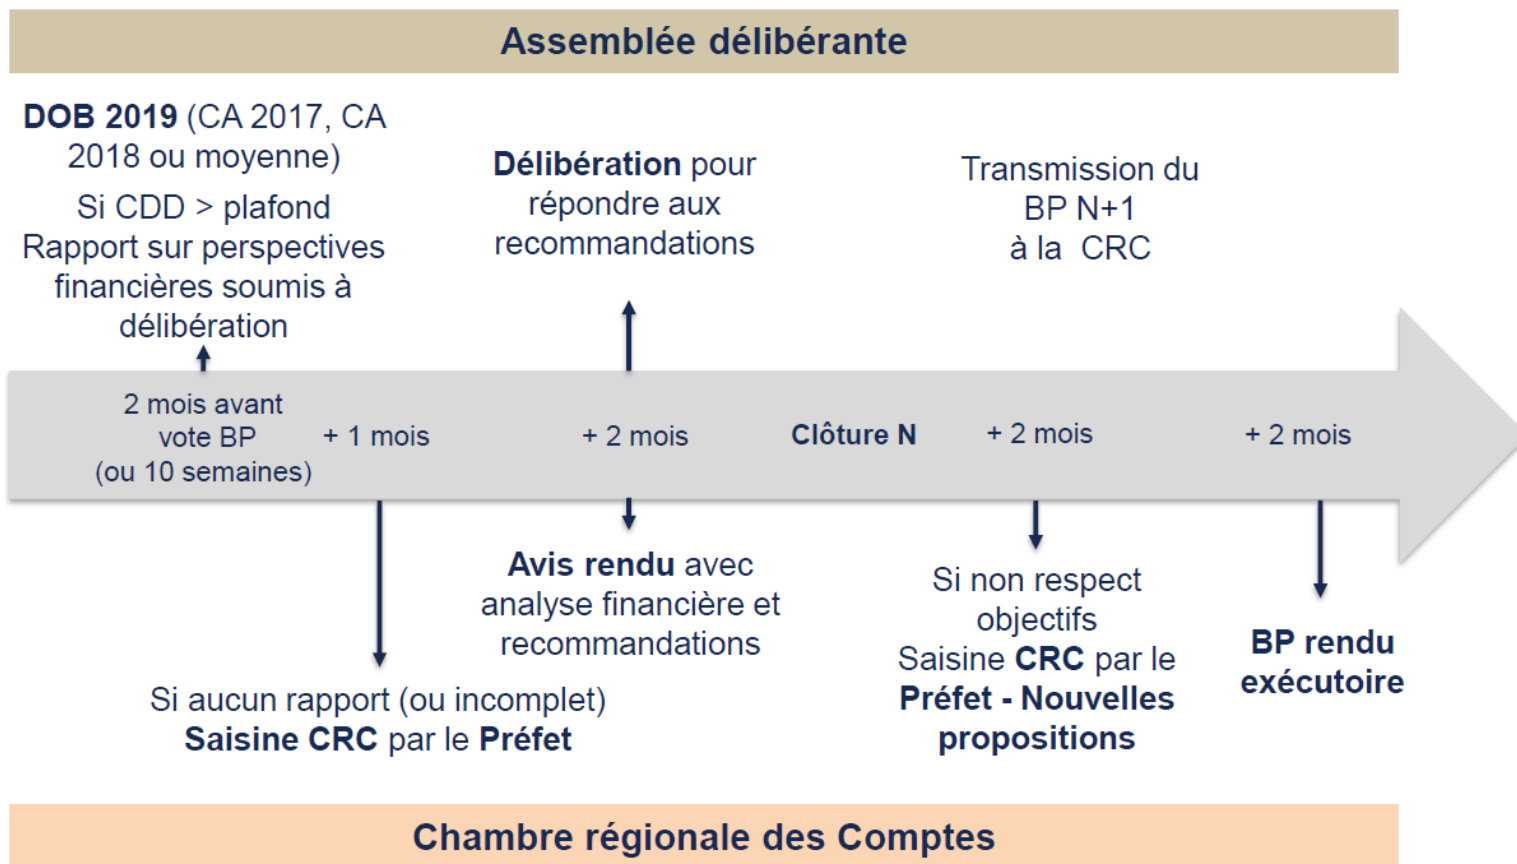 Assemblée délibérante
DOB 2019 (CA 2017, CA
2018 ou moyenne)
Si CDD > plafond
Rapport sur perspectives
financières soumis à
délibération
Délibération pour
répondre aux
recommandations
Transmission du
BP N+1
à la CRC
2 mois avant
vote BP
(ou 10 semaines)
+ 1 mois
+ 2 mois
Clôture N
+ 2 mois
+ 2 mois
Si aucun rapport (ou incomplet)
Saisine CRC par le Préfet
Avis rendu avec
analyse financière et
recommandations
Si non respect
objectifs
Saisine CRC par le
Préfet - Nouvelles
propositions
BP rendu
exécutoire
Chambre régionale des Comptes